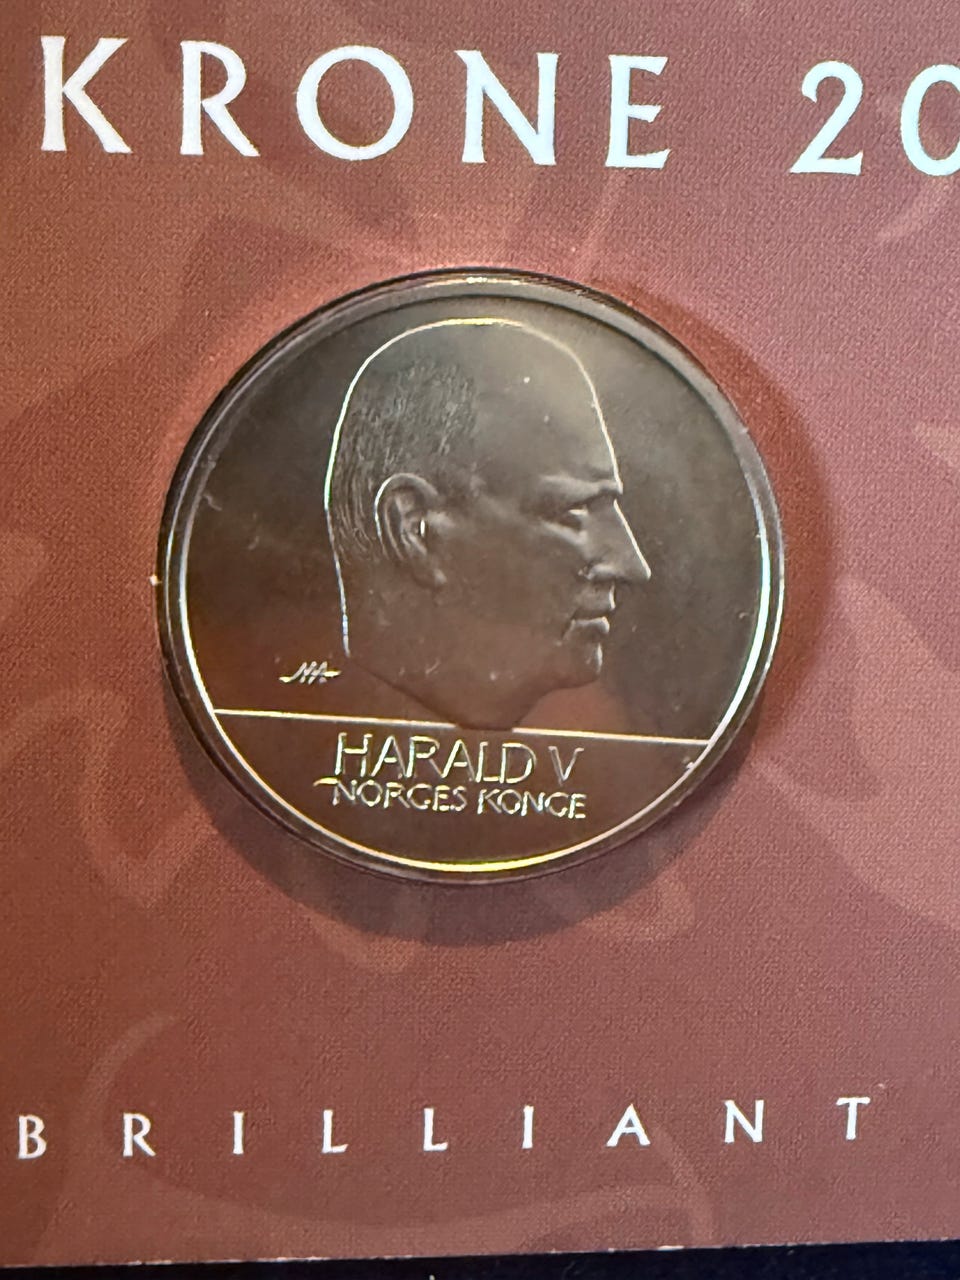 KRONE 20
HARALD V
NORGES KONGE
BRILLIANT